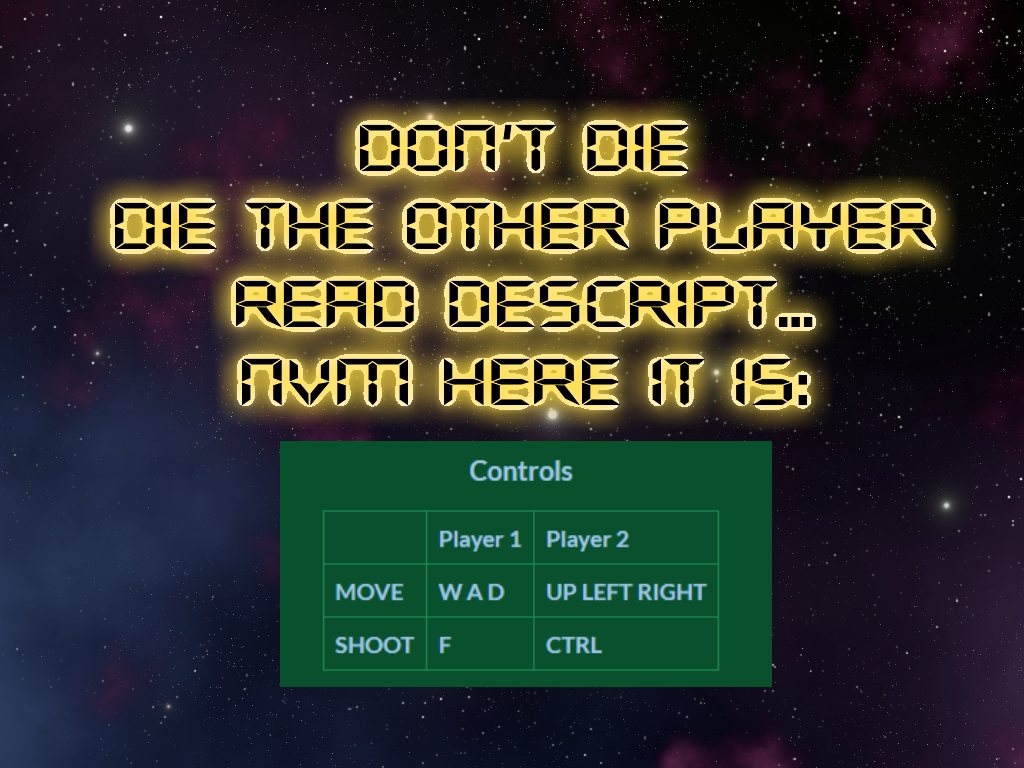 DON'T DIE
DIE THE OTHER PLAYER
READ DESCRIPT...
NVM HERE IT IS:
Controls
Player 1 Player 2
MOVE W A D UP LEFT RIGHT
SHOOT F CTRL